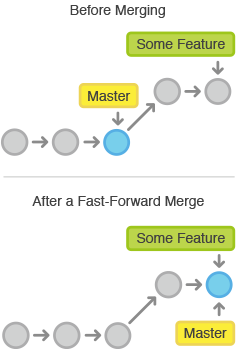 Before Merging
Some Feature
Master
After a Fast-Forward Merge
Some Feature
Master